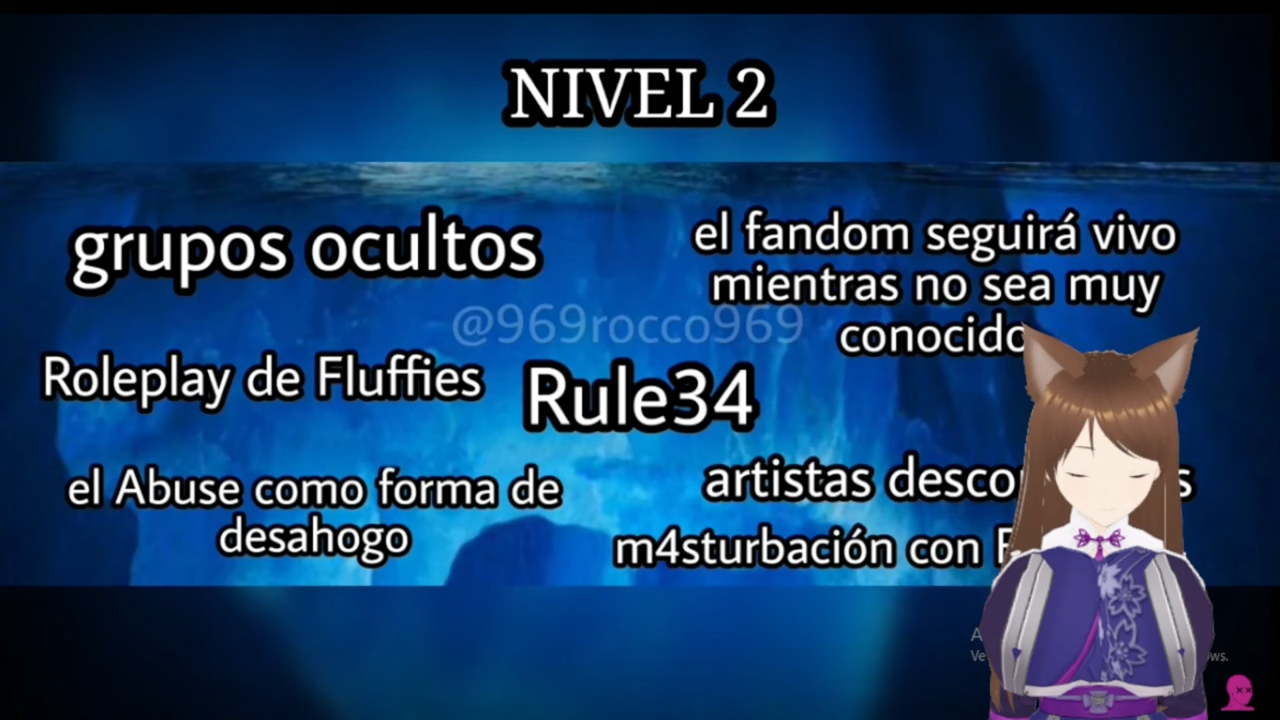 NIVEL 2
grupos ocultos
el fandom seguirá vivo
mientras no sea muy
conocido
@969rocco969
Roleplay de Fluffies
Rule34
el Abuse como forma de
desahogo
artistas
m4sturbación con